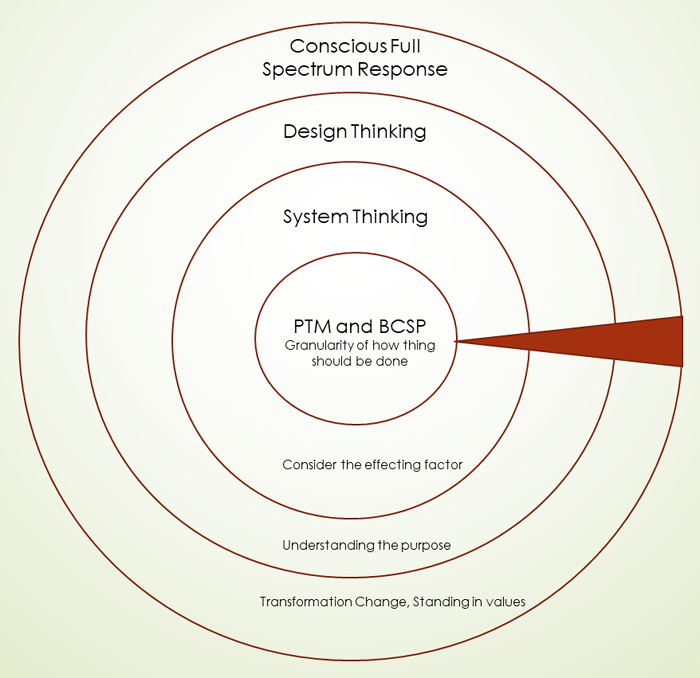 Conscious Full
Spectrum Response
Design Thinking
System Thinking
PTM and BCSP
Granularity of how thing
should be done
Consider the effecting factor
Understanding the purpose
Transformation Change, Standing in values